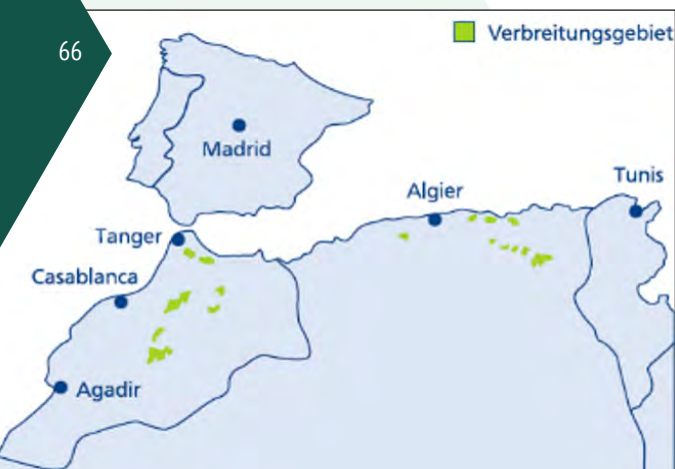 66
Verbreitungsgebiet
Madrid
Tunis
Algier
Tanger
Casablanca
Agadir